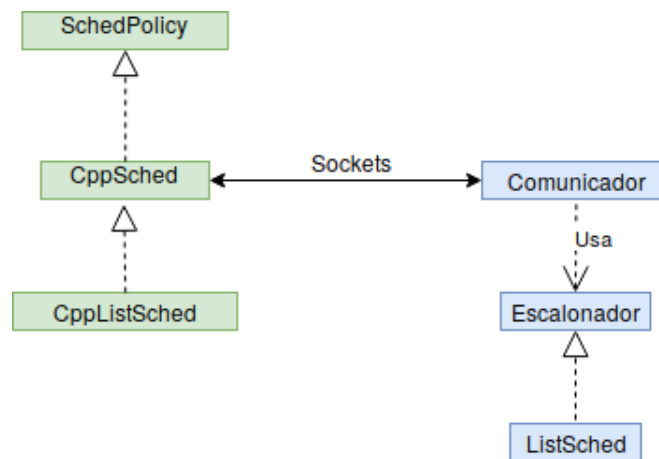 SchedPolicy
CppSched
Sockets
Comunicador
Usa
CppListSched
Escalonador
ListSched